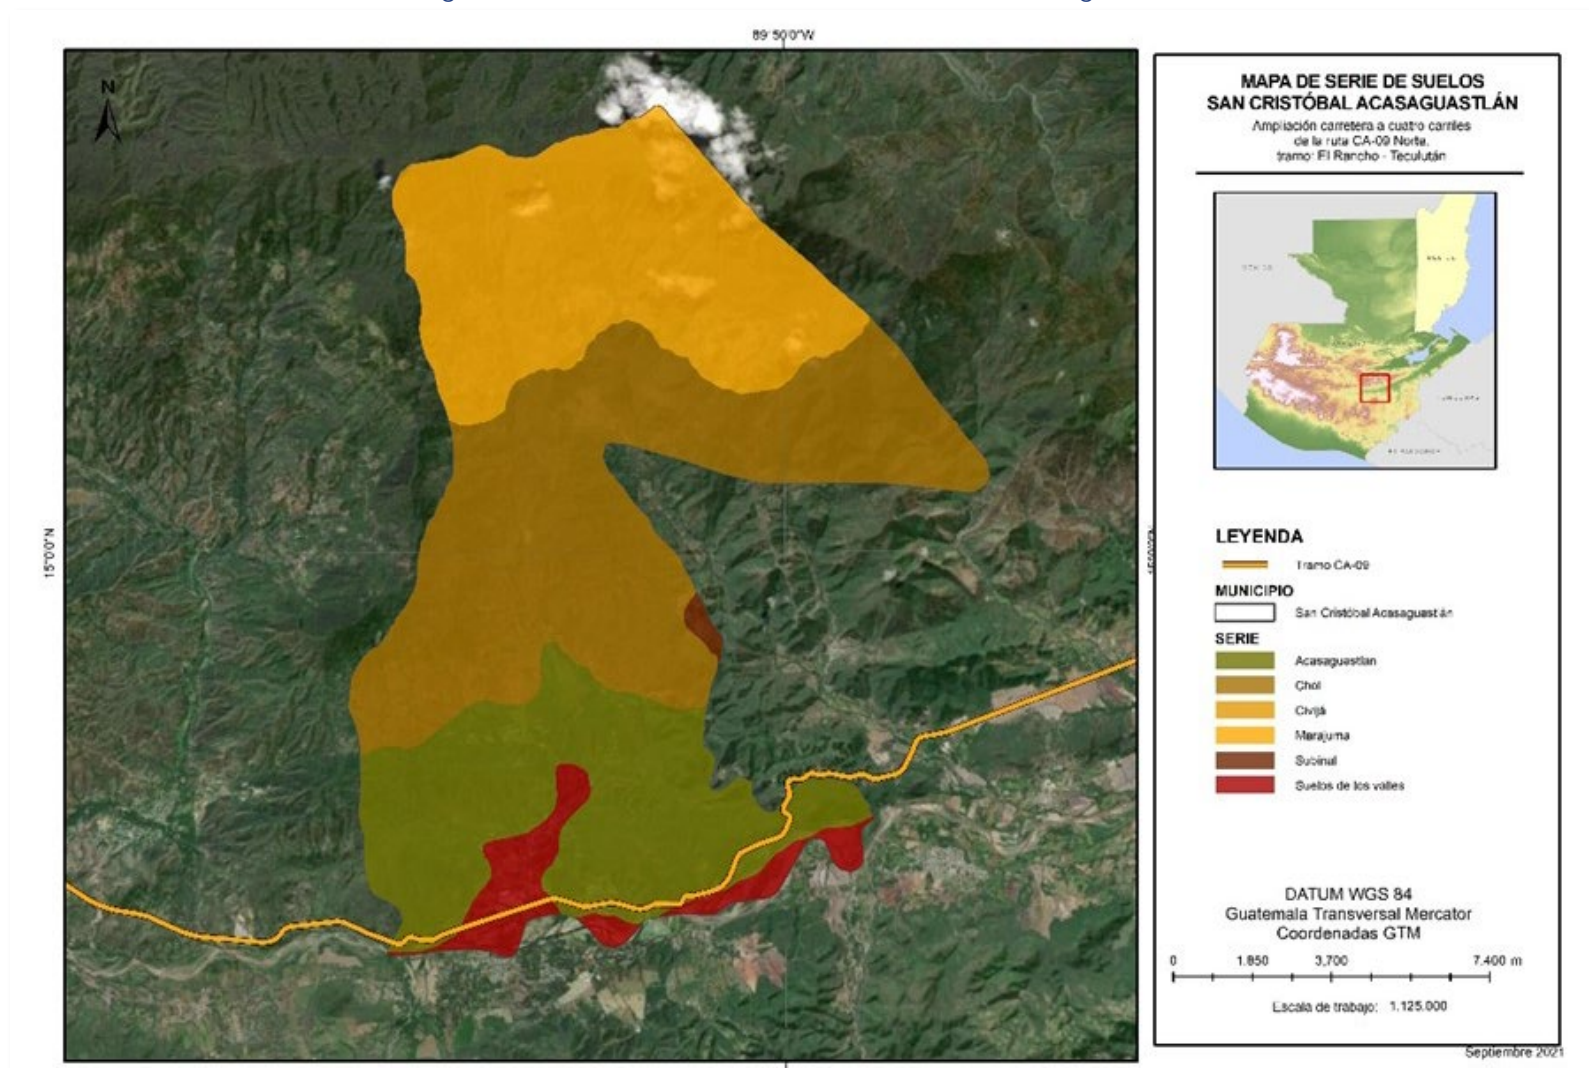 89°50'0"W
N
15°0'0"N
MAPA DE SERIE DE SUELOS
SAN CRISTÓBAL ACASAGUASTLÁN
Ampliación carretera a cuatro carriles
de la ruta CA-09 Norte,
tramo: El Rancho - Teculután
LEYENDA
Tramo CA-09
MUNICIPIO
San Cristóbal Acasaguastlán
SERIE
Acasaguastlan
Chol
Civijá
Marajuma
Subinal
Suelos de los valles
DATUM WGS 84
Guatemala Transversal Mercator
Coordenadas GTM
0 1.850 3,700 7.400 m
Escala de trabajo: 1.125.000
Septiembre 2021